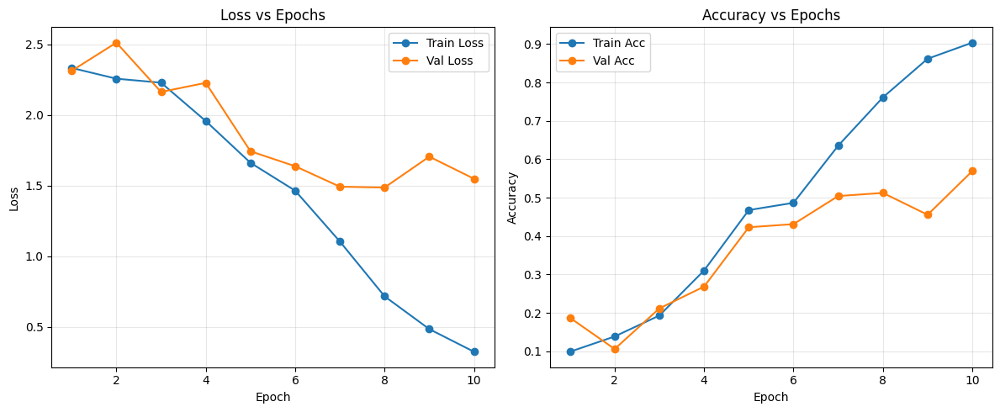 Loss vs Epochs
Train Loss
Val Loss
2.5
2.0
1.5
1.0
0.5
Loss
2 4 6 8 10
Epoch
Accuracy vs Epochs
Train Acc
Val Acc
0.9
0.8
0.7
0.6
0.5
0.4
0.3
0.2
0.1
Accuracy
2 4 6 8 10
Epoch